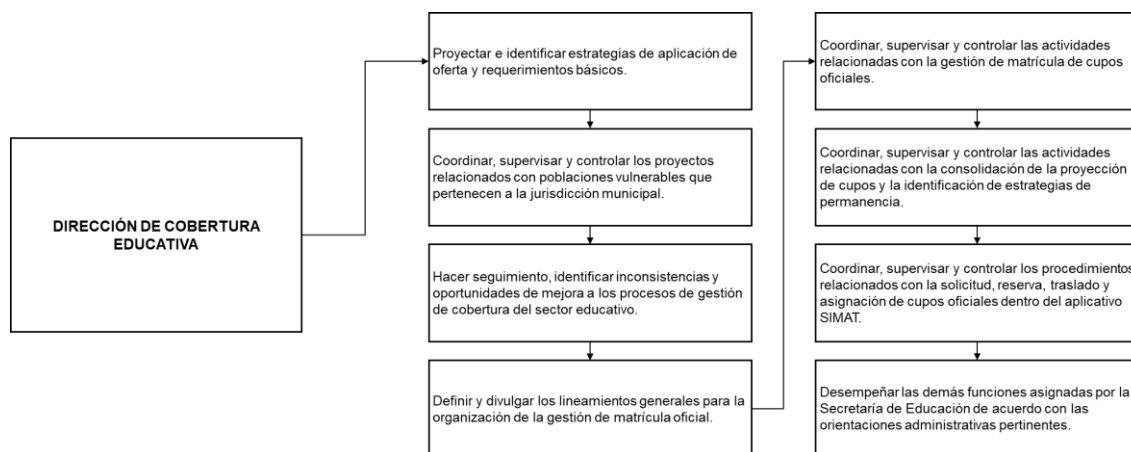 DIRECCIÓN DE COBERTURA
EDUCATIVA
Proyectar e identificar estrategias de aplicación de
oferta y requerimientos básicos.
Coordinar, supervisar y controlar los proyectos
relacionados con poblaciones vulnerables que
pertenecen a la jurisdicción municipal.
Hacer seguimiento, identificar inconsistencias y
oportunidades de mejora a los procesos de gestión
de cobertura del sector educativo.
Definir y divulgar los lineamientos generales para la
organización de la gestión de matrícula oficial.
Coordinar, supervisar y controlar las actividades
relacionadas con la gestión de matrícula de cupos
oficiales.
Coordinar, supervisar y controlar las actividades
relacionadas con la consolidación de la proyección
de cupos y la identificación de estrategias de
permanencia.
Coordinar, supervisar y controlar los procedimientos
relacionados con la solicitud, reserva, traslado y
asignación de cupos oficiales dentro del aplicativo
SIMAT.
Desempeñar las demás funciones asignadas por la
Secretaría de Educación de acuerdo con las
orientaciones administrativas pertinentes.